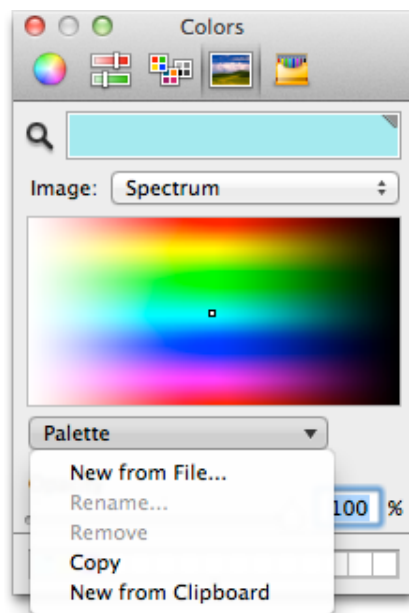 Colors
Image: Spectrum
Palette
New from File...
Rename...
Remove
Copy
New from Clipboard
100 %